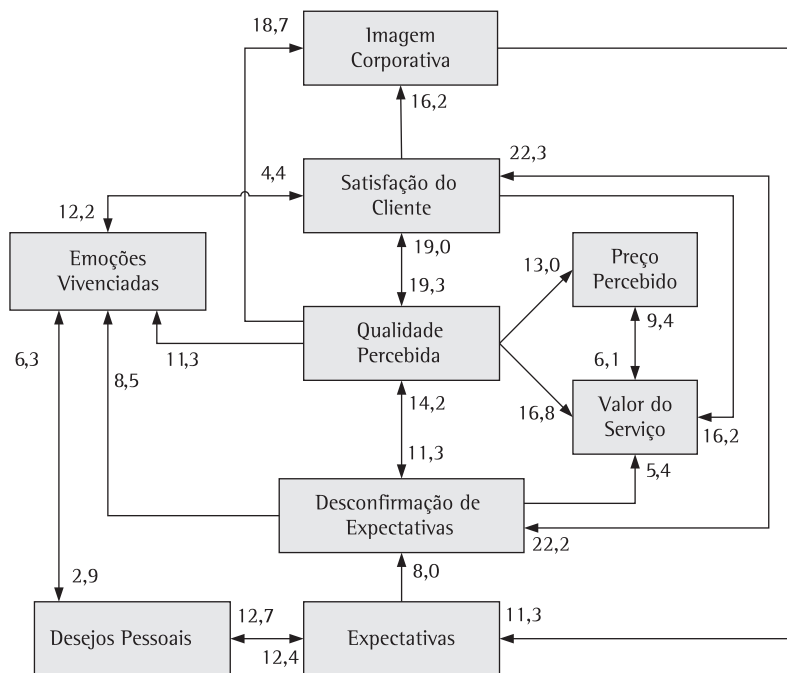 18,7
Imagem
Corporativa
16,2
22,3
4,4
Satisfação do
Cliente
12,2
19,0
Emoções
Vivenciadas
13,0
Preço
Percebido
19,3
9,4
Qualidade
Percebida
6,3
8,5
11,3
6,1
14,2
16,8
Valor do
Serviço
16,2
11,3
5,4
Desconfirmação de
Expectativas
22,2
8,0
2,9
12,7
11,3
Desejos Pessoais
Expectativas
12,4